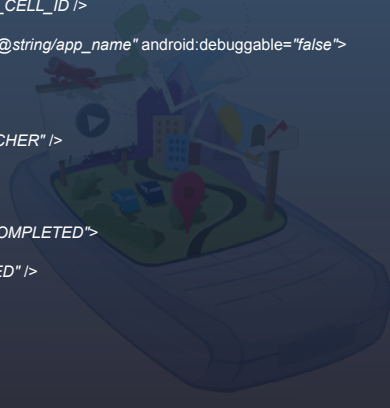 _CELL_ID />
@string/app_name" android:debuggable="false">
CHER" />
OMPLETED">
ED" />